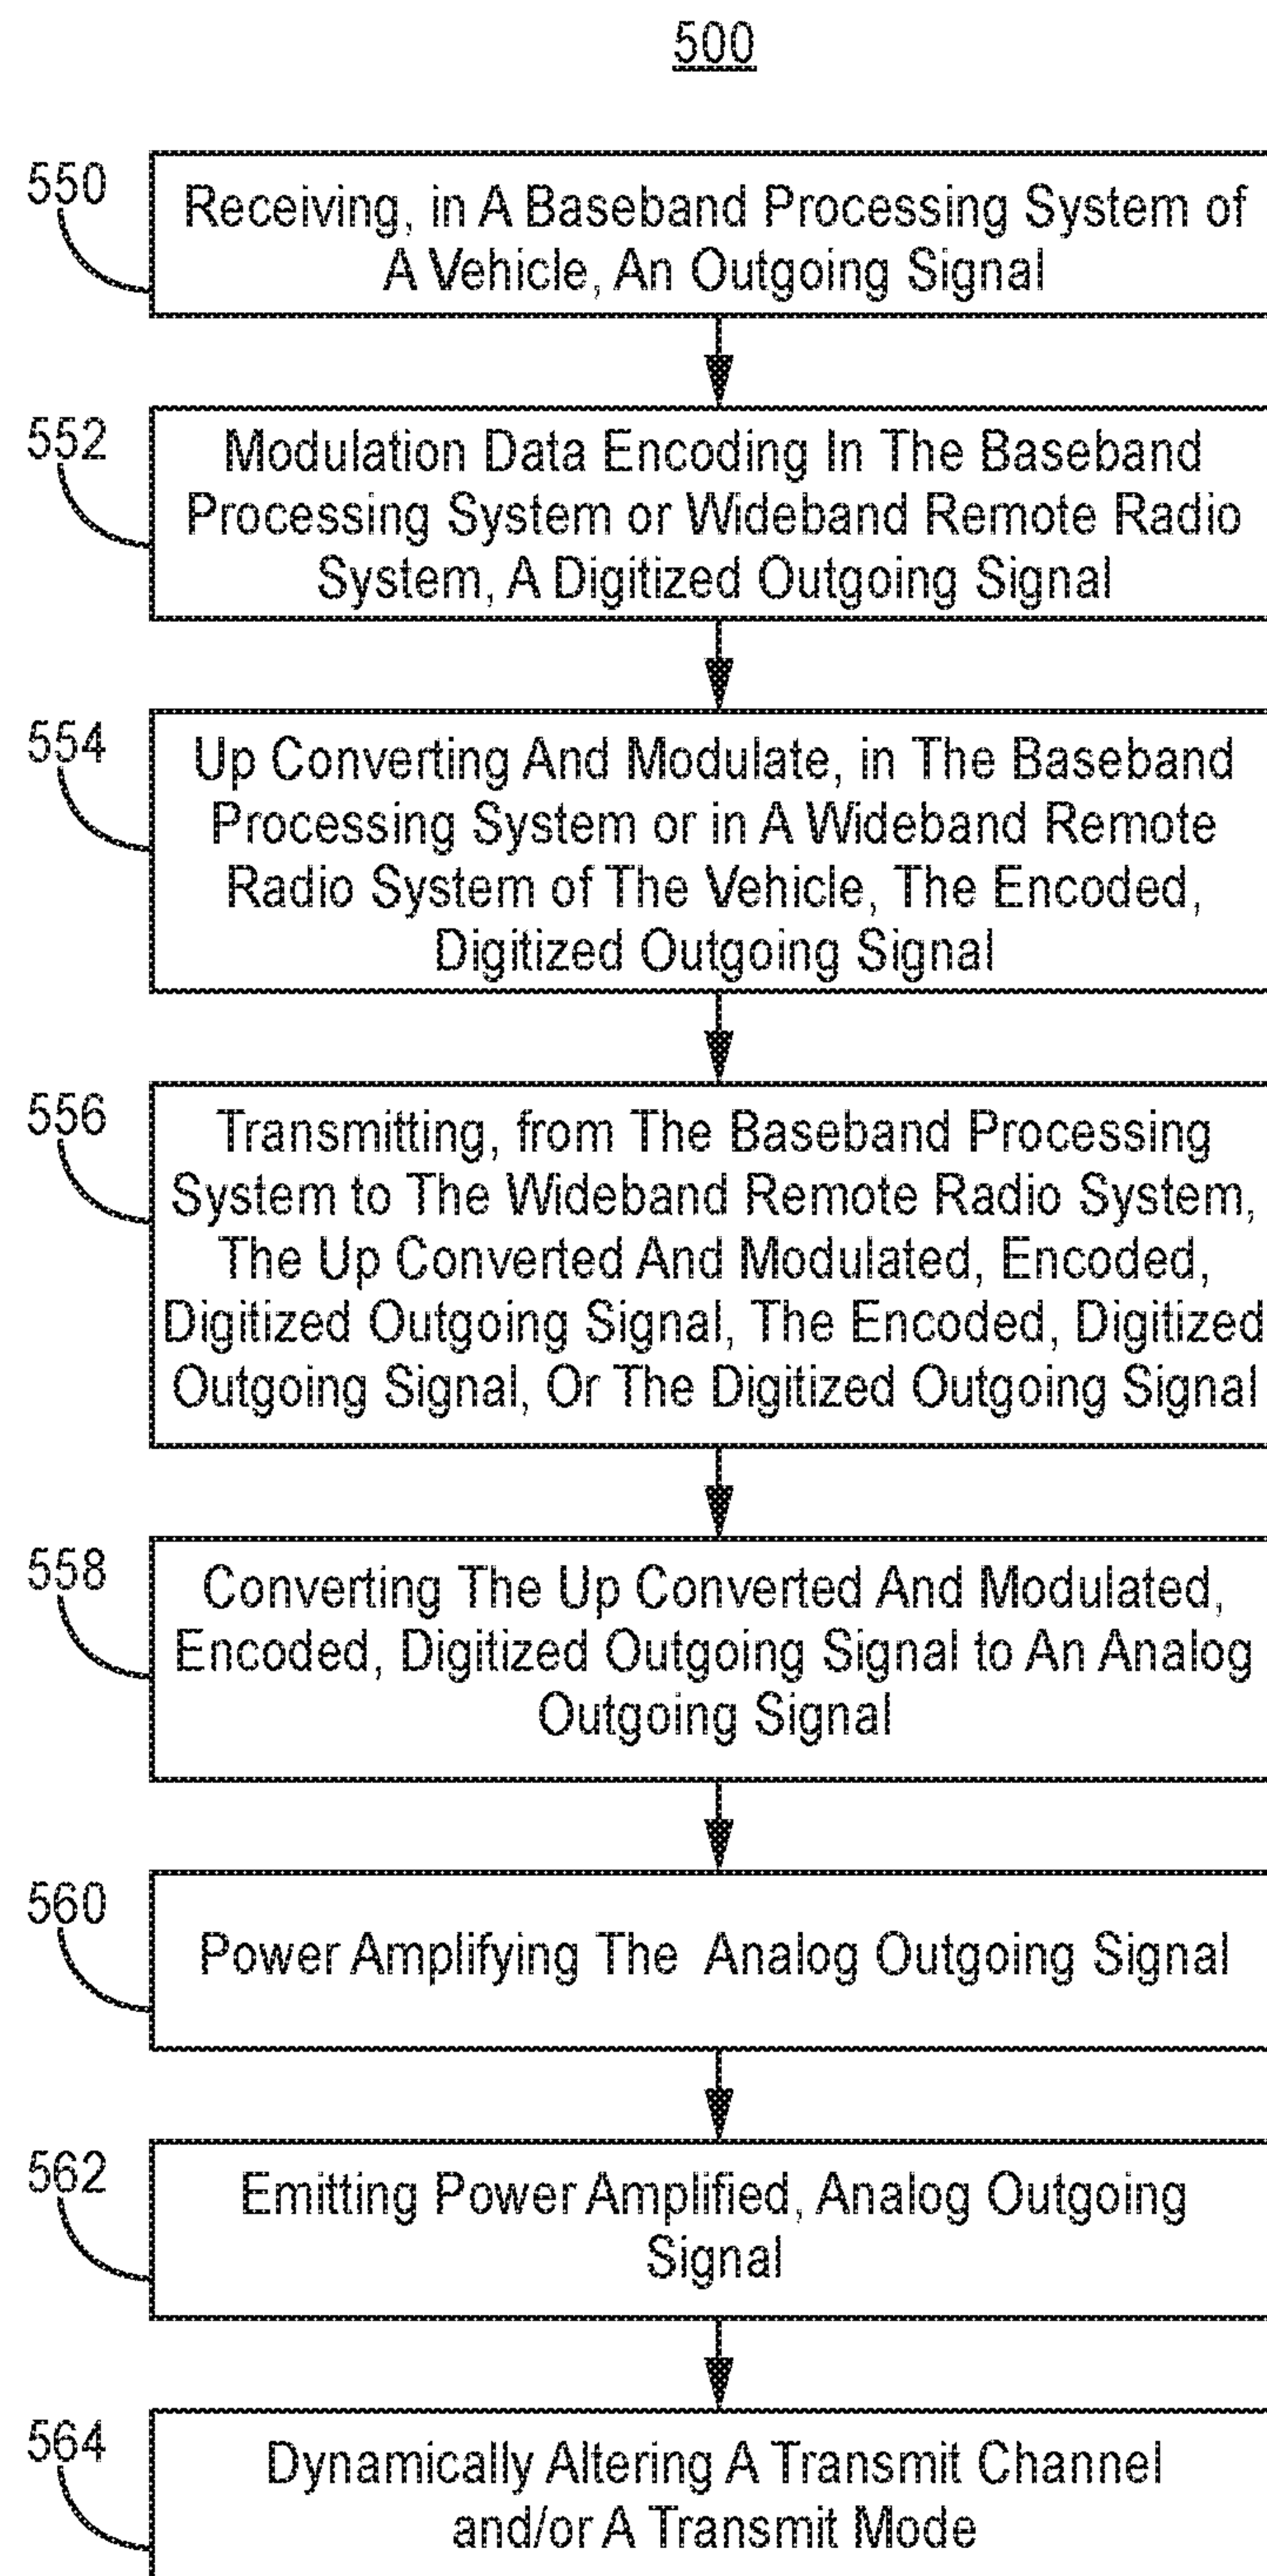 500
550
Receiving, in A Baseband Processing System of
A Vehicle, An Outgoing Signal
552
Modulation Data Encoding In The Baseband
Processing System or Wideband Remote Radio
System, A Digitized Outgoing Signal
554
Up Converting And Modulate, in The Baseband
Processing System or in A Wideband Remote
Radio System of The Vehicle, The Encoded,
Digitized Outgoing Signal
556
Transmitting, from The Baseband Processing
System to The Wideband Remote Radio System,
The Up Converted And Modulated, Encoded,
Digitized Outgoing Signal, The Encoded, Digitized
Outgoing Signal, Or The Digitized Outgoing Signal
558
Converting The Up Converted And Modulated,
Encoded, Digitized Outgoing Signal to An Analog
Outgoing Signal
560
Power Amplifying The Analog Outgoing Signal
562
Emitting Power Amplified, Analog Outgoing
Signal
564
Dynamically Altering A Transmit Channel
and/or A Transmit Mode